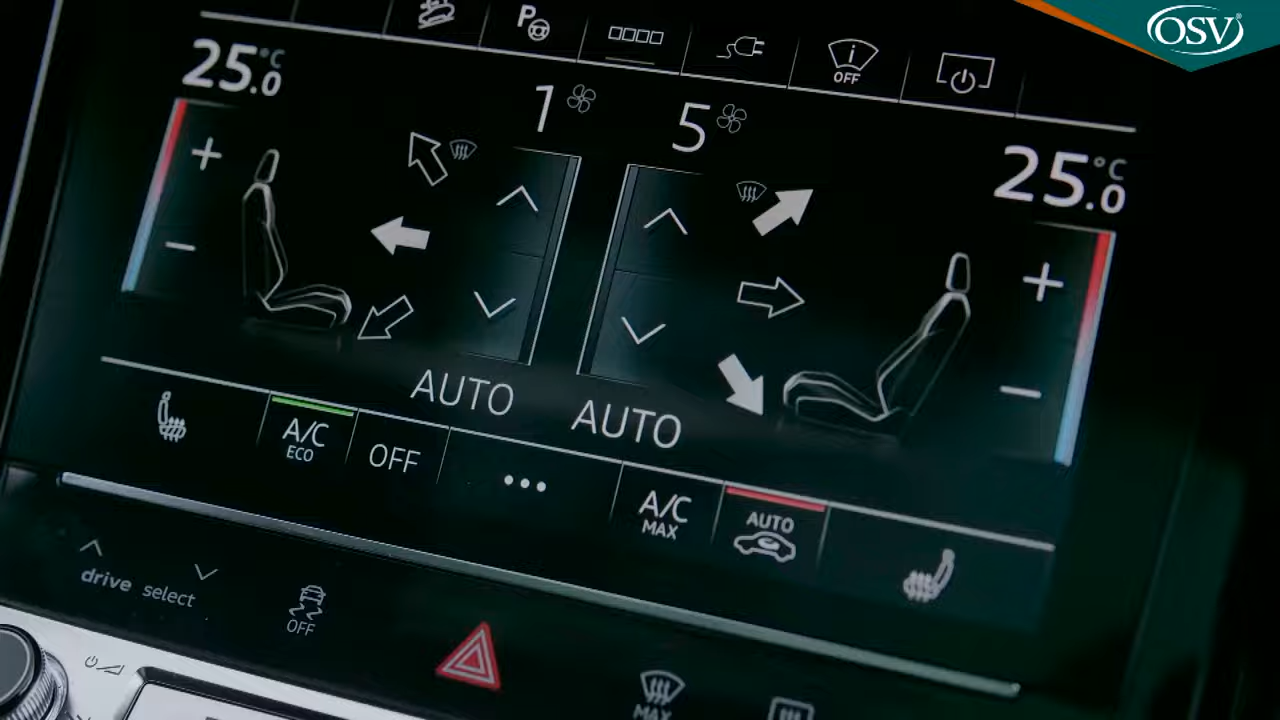 OSV
P
i
OFF
25.0 °C
1
5
25.0 °C
AUTO
AUTO
A/C
ECO
OFF
A/C
MAX
AUTO
drive select
OFF
MAX